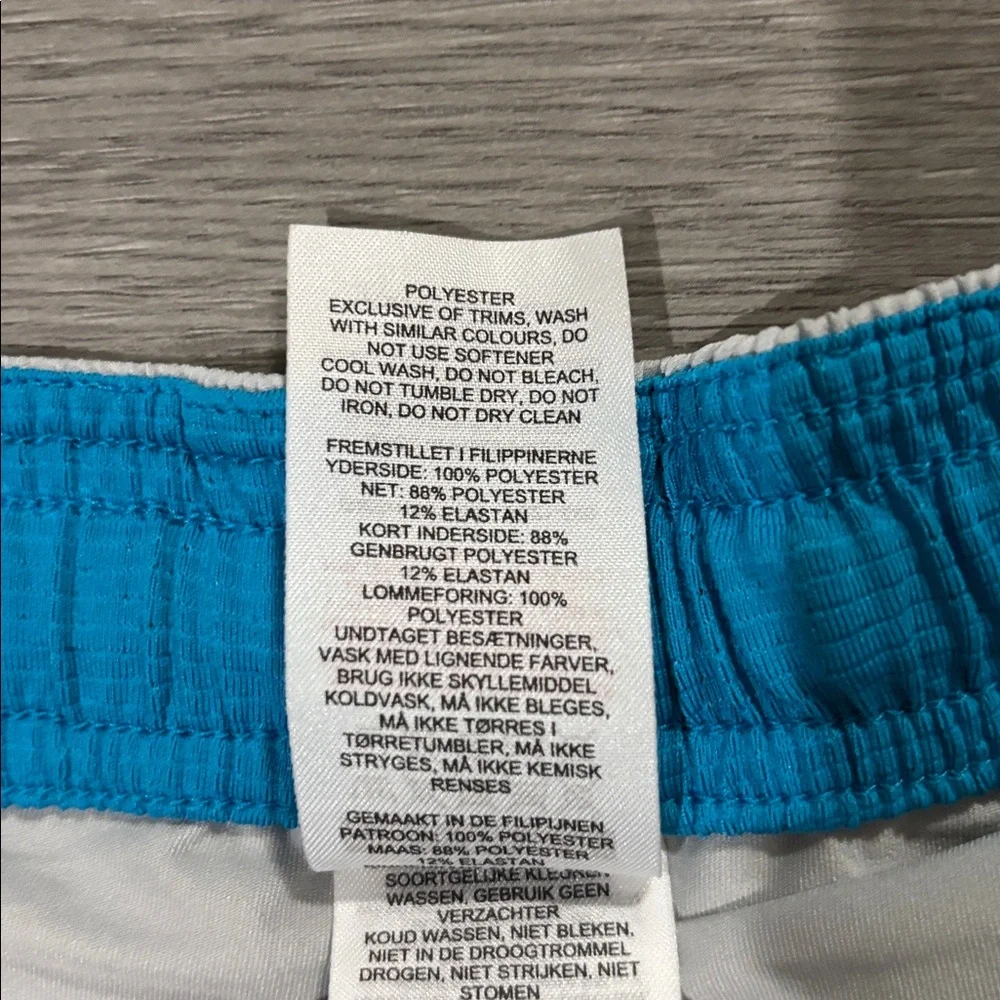 POLYESTER
EXCLUSIVE OF TRIMS, WASH
WITH SIMILAR COLOURS, DO
NOT USE SOFTENER
COOL WASH, DO NOT BLEACH,
DO NOT TUMBLE DRY, DO NOT
IRON, DO NOT DRY CLEAN
FREMSTILLET I FILIPPINERNE
YDERSIDE: 100% POLYESTER
NET: 88% POLYESTER
12% ELASTAN
KORT INDERSIDE: 88%
GENBRUGT POLYESTER
12% ELASTAN
LOMMEFORING: 100%
POLYESTER
UNDTAGET BESÆTNINGER,
VASK MED LIGNENDE FARVER,
BRUG IKKE SKYLLEMIDDEL
KOLDVASK, MÅ IKKE BLEGES,
MÅ IKKE TØRRES I
TØRRETUMBLER, MÅ IKKE
STRYGES, MÅ IKKE KEMISK
RENSES
GEMAAKT IN DE FILIPIJNEN
PATROON: 100% POLYESTER
MAAS: 88% POLYESTER
12% ELASTAN
SOORTGELIJKE KLEUREN
WASSEN, GEBRUIK GEEN
VERZACHTER
KOUD WASSEN, NIET BLEKEN,
NIET IN DE DROOGTROMMEL
DROGEN, NIET STRIJKEN, NIET
STOMEN